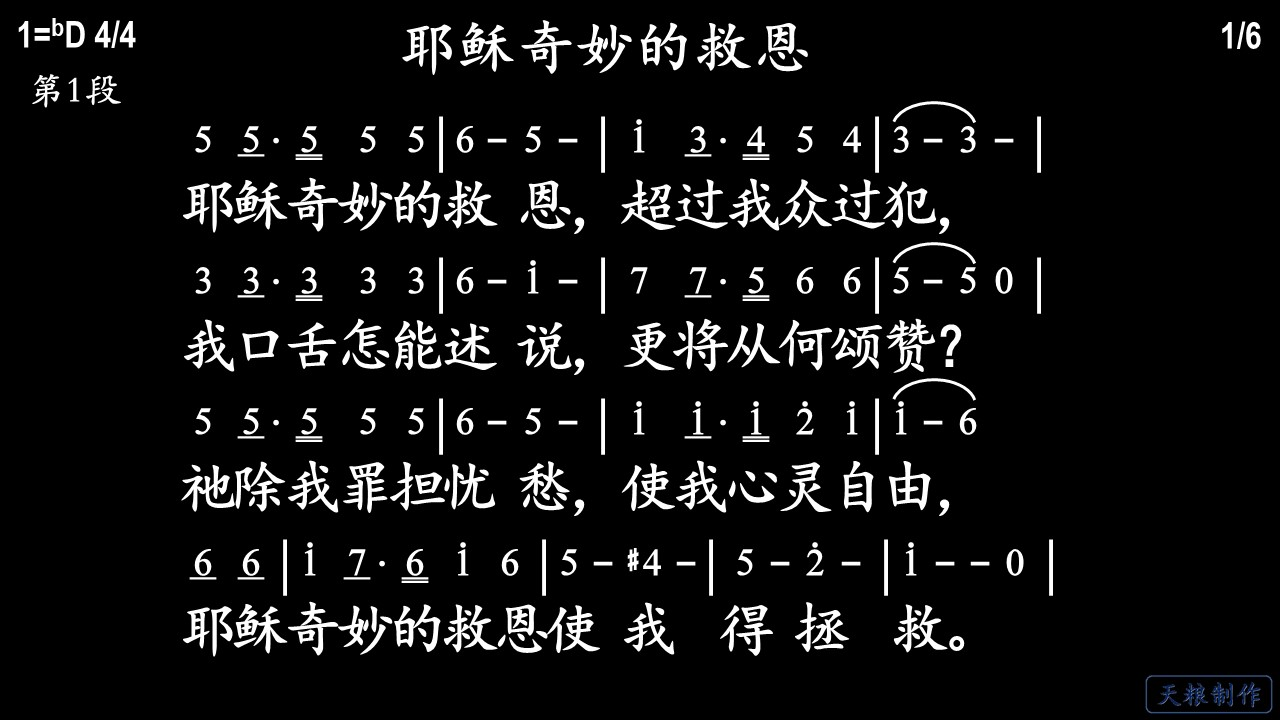 1=ᵇD 4/4
耶稣奇妙的救恩
1/6
第1段
5 5· 5 5 5 | 6 – 5 – | i 3· 4 5 4 | 3 – 3 – |
耶稣奇妙的救 恩，超过我众过犯，
3 3· 3 3 3 | 6 – i – | 7 7· 5 6 6 | 5 – 5 0 |
我口舌怎能述 说，更将从何颂赞？
5 5· 5 5 5 | 6 – 5 – | i i· i 2̇ i | i – 6
祂除我罪担忧 愁，使我心灵自由，
6 6 | i 7· 6 i 6 | 5 – #4 – | 5 – 2̇ – | i – – 0 |
耶稣奇妙的救恩使 我 得 拯 救。
天粮制作